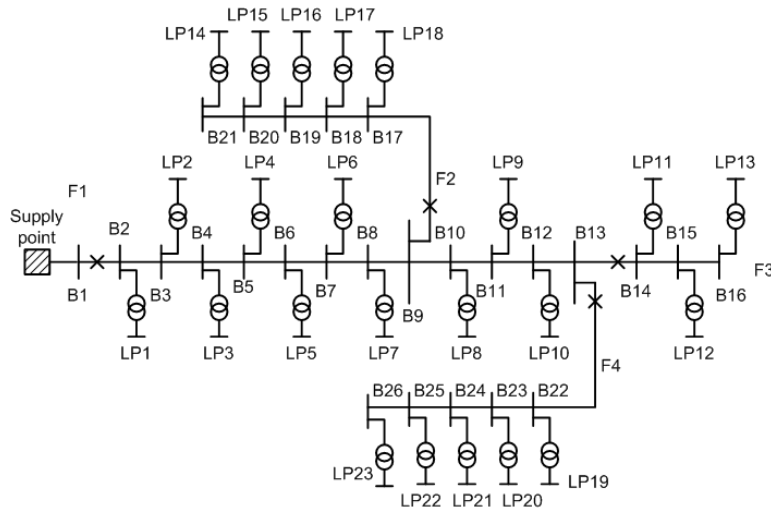 LP15 LP16 LP17
LP14 LP18
B21 B20 B19 B18 B17
LP2 LP4 LP6 F2 LP9 LP11 LP13
F1
Supply
point
B2 B4 B6 B8 B10 B12 B13 B15
B1 B3 B5 B7 B9 B11 B14 B16 F3
LP1 LP3 LP5 LP7 LP8 LP10 LP12
F4
B26 B25 B24 B23 B22
LP23 LP22 LP21 LP20 LP19